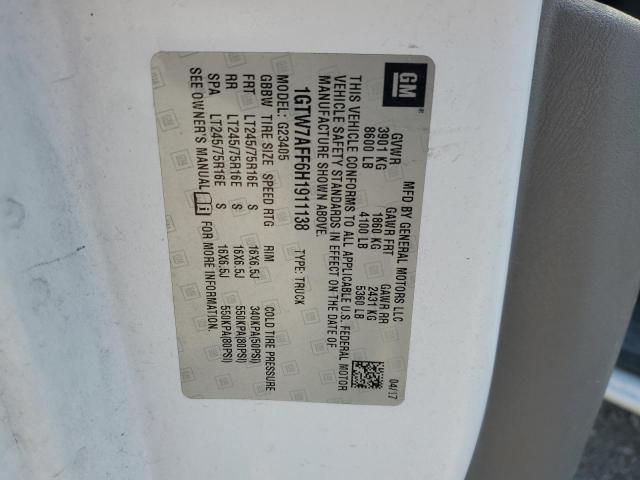 GM ®
MFD BY GENERAL MOTORS LLC
04/17
GVWR GAWR FRT GAWR RR
3901 KG 1860 KG 2431 KG
8600 LB 4100 LB 5360 LB
THIS VEHICLE CONFORMS TO ALL APPLICABLE U.S. FEDERAL MOTOR
VEHICLE SAFETY STANDARDS IN EFFECT ON THE DATE OF
MANUFACTURE SHOWN ABOVE.
1GTW7AFF6H1911138 TYPE: TRUCK
MODEL: G23405
GBBW TIRE SIZE SPEED RTG RIM COLD TIRE PRESSURE
FRT LT245/75R16E S 16X6.5J 340KPA(50PSI)
RR LT245/75R16E S 16X6.5J 550KPA(80PSI)
SPA LT245/75R16E S 16X6.5J 550KPA(80PSI)
SEE OWNER'S MANUAL i FOR MORE INFORMATION.